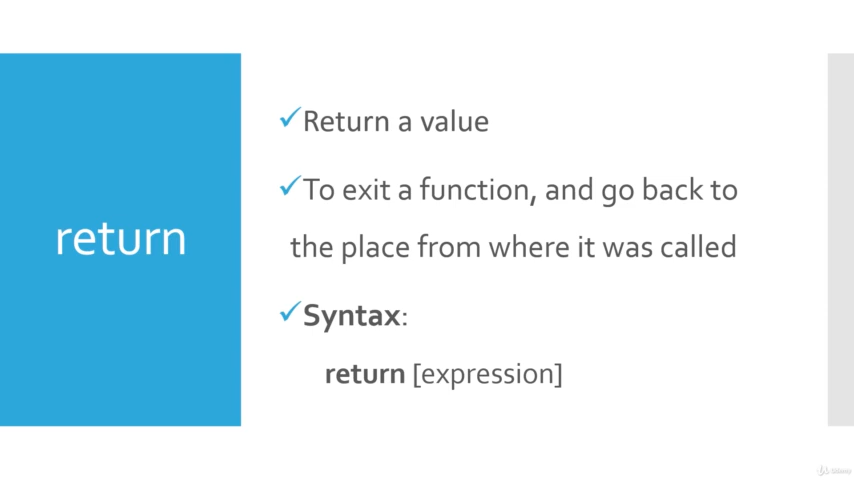 return
✓Return a value
✓To exit a function, and go back to
the place from where it was called
✓Syntax:
return [expression]
Udemy